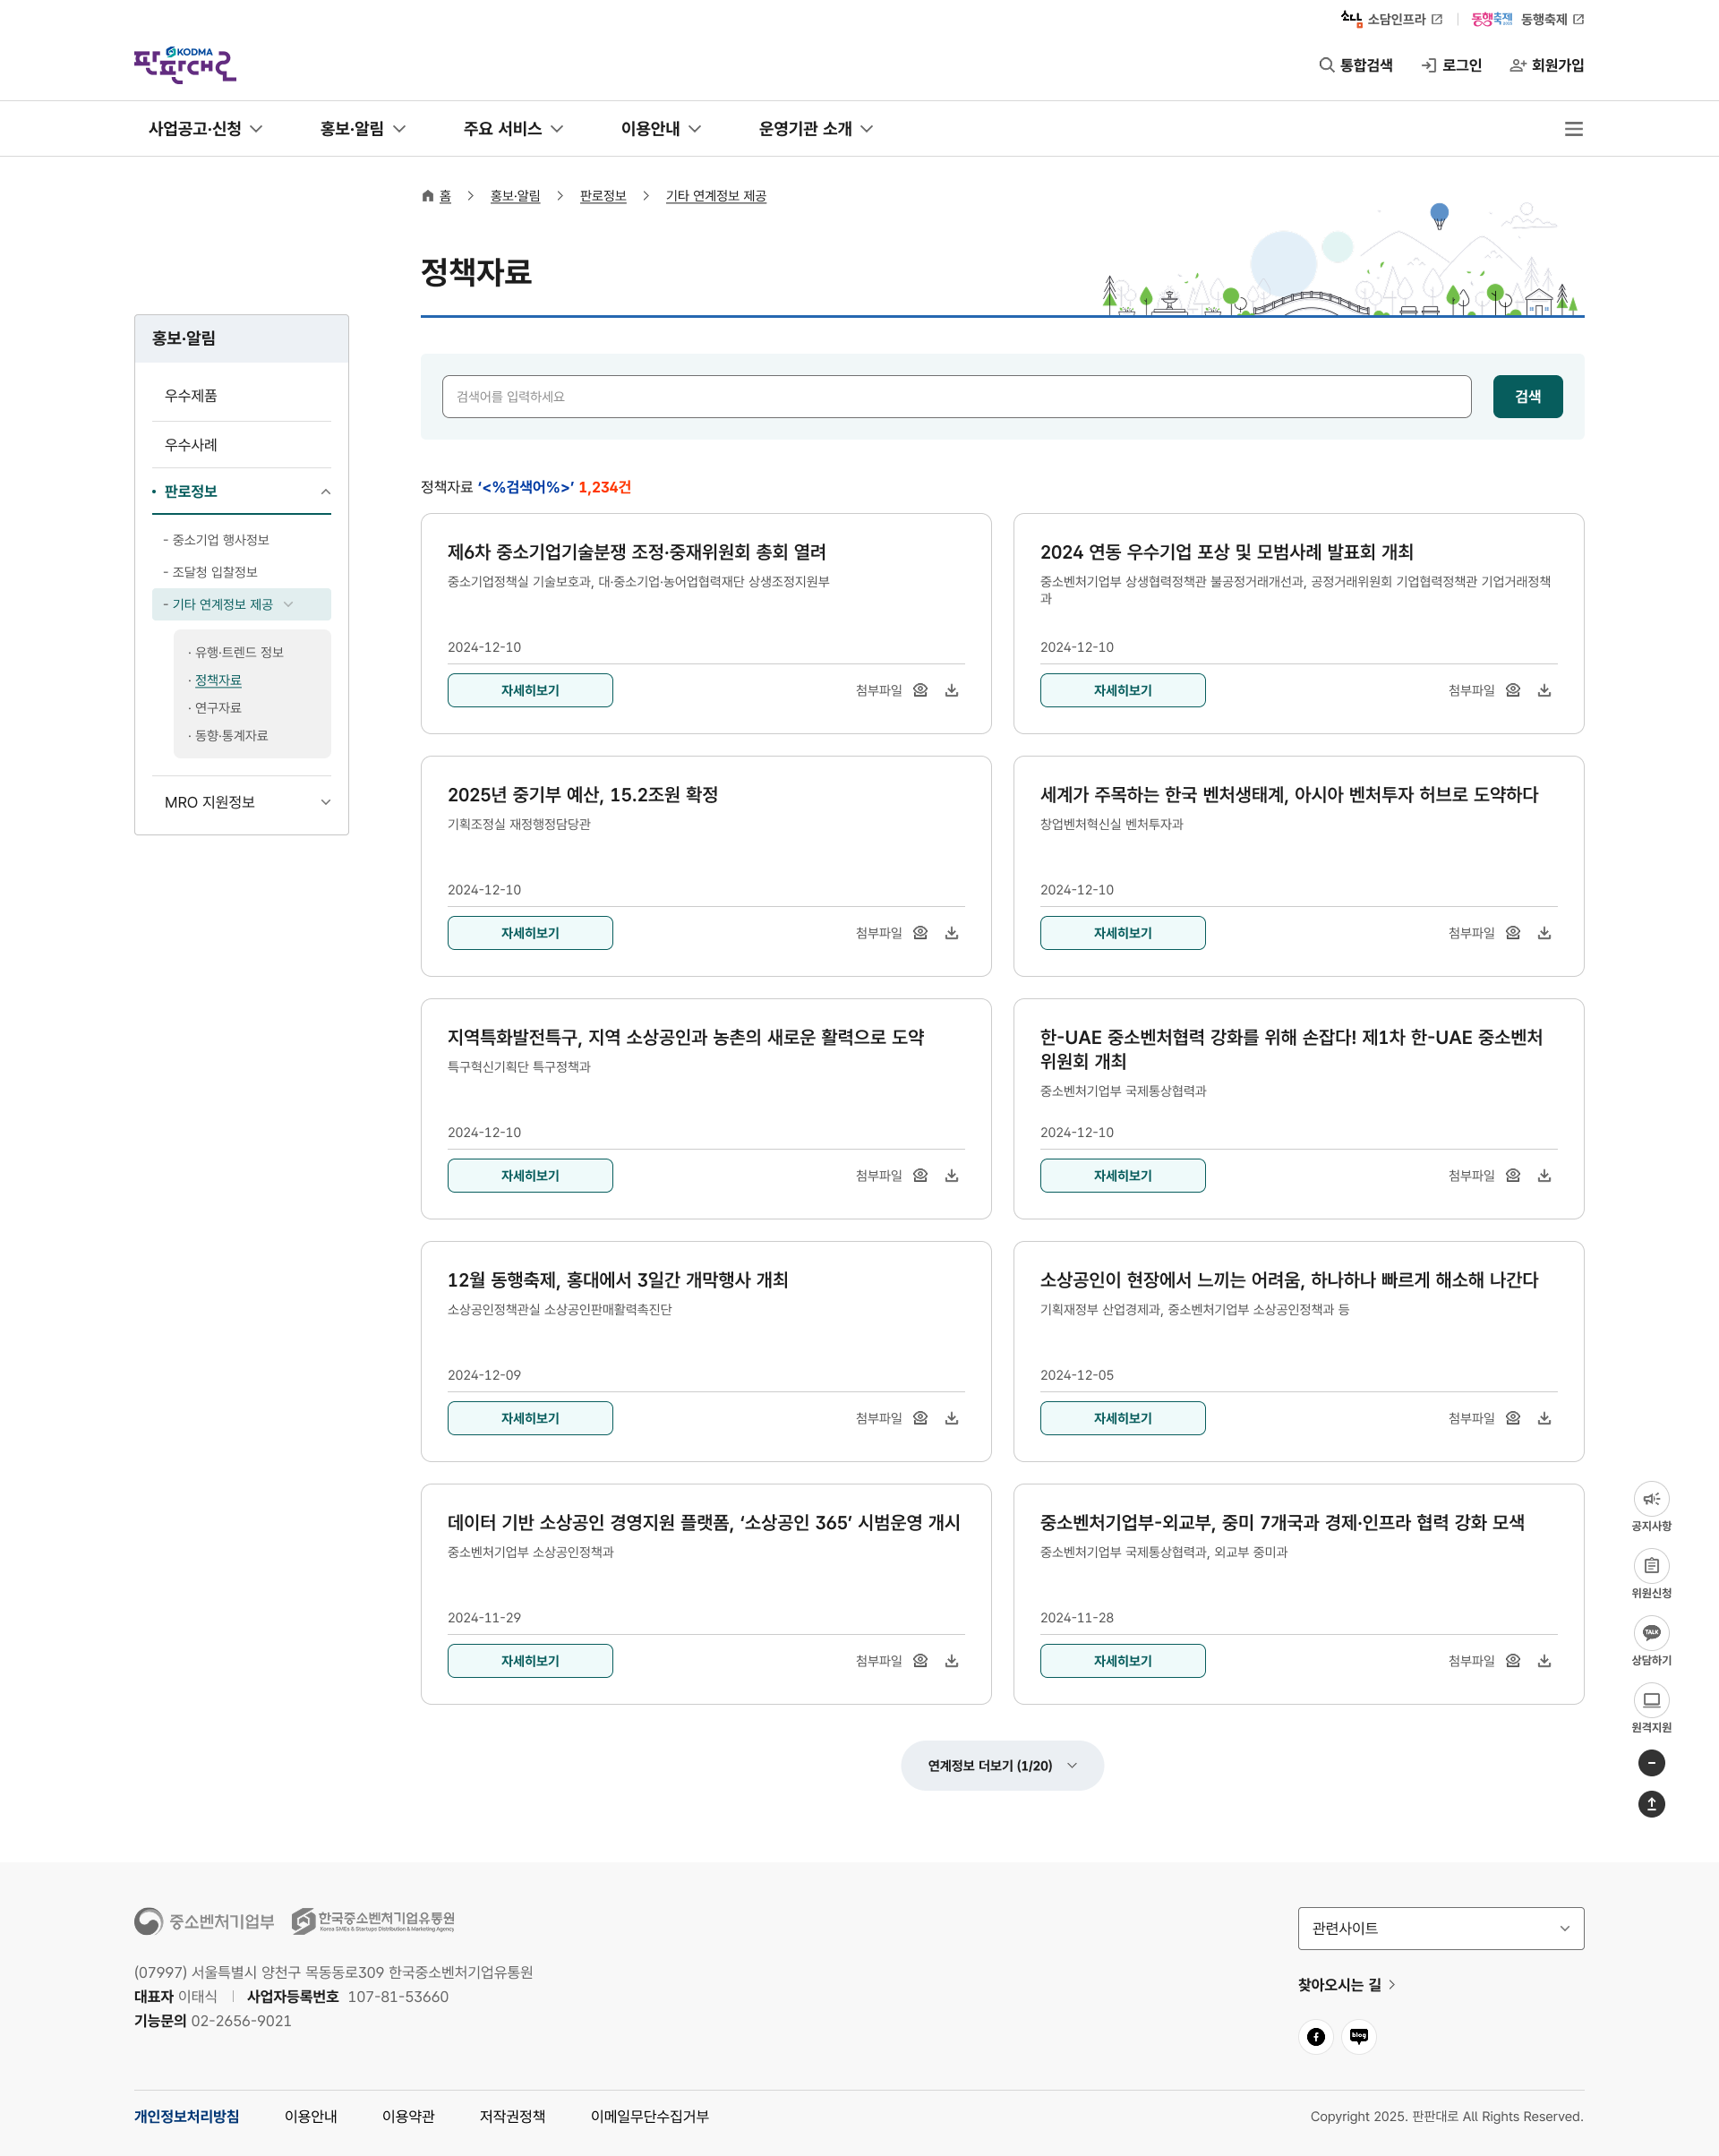 소담 소담인프라
동행축제 동행축제
KODMA
판판대로
통합검색
로그인
회원가입
사업공고·신청
홍보·알림
주요 서비스
이용안내
운영기관 소개
홈 > 홍보·알림 > 판로정보 > 기타 연계정보 제공
정책자료
홍보·알림
우수제품
우수사례
• 판로정보
- 중소기업 행사정보
- 조달청 입찰정보
- 기타 연계정보 제공
· 유행·트렌드 정보
· 정책자료
· 연구자료
· 동향·통계자료
MRO 지원정보
검색어를 입력하세요
검색
정책자료 ‘<%검색어%>’ 1,234건
제6차 중소기업기술분쟁 조정·중재위원회 총회 열려
중소기업정책실 기술보호과, 대·중소기업·농어업협력재단 상생조정지원부
2024-12-10
자세히보기
첨부파일
2024 연동 우수기업 포상 및 모범사례 발표회 개최
중소벤처기업부 상생협력정책관 불공정거래개선과, 공정거래위원회 기업협력정책관 기업거래정책
과
2024-12-10
자세히보기
첨부파일
2025년 중기부 예산, 15.2조원 확정
기획조정실 재정행정담당관
2024-12-10
자세히보기
첨부파일
세계가 주목하는 한국 벤처생태계, 아시아 벤처투자 허브로 도약하다
창업벤처혁신실 벤처투자과
2024-12-10
자세히보기
첨부파일
지역특화발전특구, 지역 소상공인과 농촌의 새로운 활력으로 도약
특구혁신기획단 특구정책과
2024-12-10
자세히보기
첨부파일
한-UAE 중소벤처협력 강화를 위해 손잡다! 제1차 한-UAE 중소벤처
위원회 개최
중소벤처기업부 국제통상협력과
2024-12-10
자세히보기
첨부파일
12월 동행축제, 홍대에서 3일간 개막행사 개최
소상공인정책관실 소상공인판매활력촉진단
2024-12-09
자세히보기
첨부파일
소상공인이 현장에서 느끼는 어려움, 하나하나 빠르게 해소해 나간다
기획재정부 산업경제과, 중소벤처기업부 소상공인정책과 등
2024-12-05
자세히보기
첨부파일
데이터 기반 소상공인 경영지원 플랫폼, ‘소상공인 365’ 시범운영 개시
중소벤처기업부 소상공인정책과
2024-11-29
자세히보기
첨부파일
중소벤처기업부-외교부, 중미 7개국과 경제·인프라 협력 강화 모색
중소벤처기업부 국제통상협력과, 외교부 중미과
2024-11-28
자세히보기
첨부파일
연계정보 더보기 (1/20)
공지사항
위원신청
TALK
상담하기
원격지원
중소벤처기업부
한국중소벤처기업유통원
Korea SMEs & Startups Distribution & Marketing Agency
(07997) 서울특별시 양천구 목동동로309 한국중소벤처기업유통원
대표자 이태식 | 사업자등록번호 107-81-53660
기능문의 02-2656-9021
관련사이트
찾아오시는 길 >
blog
개인정보처리방침
이용안내
이용약관
저작권정책
이메일무단수집거부
Copyright 2025. 판판대로 All Rights Reserved.